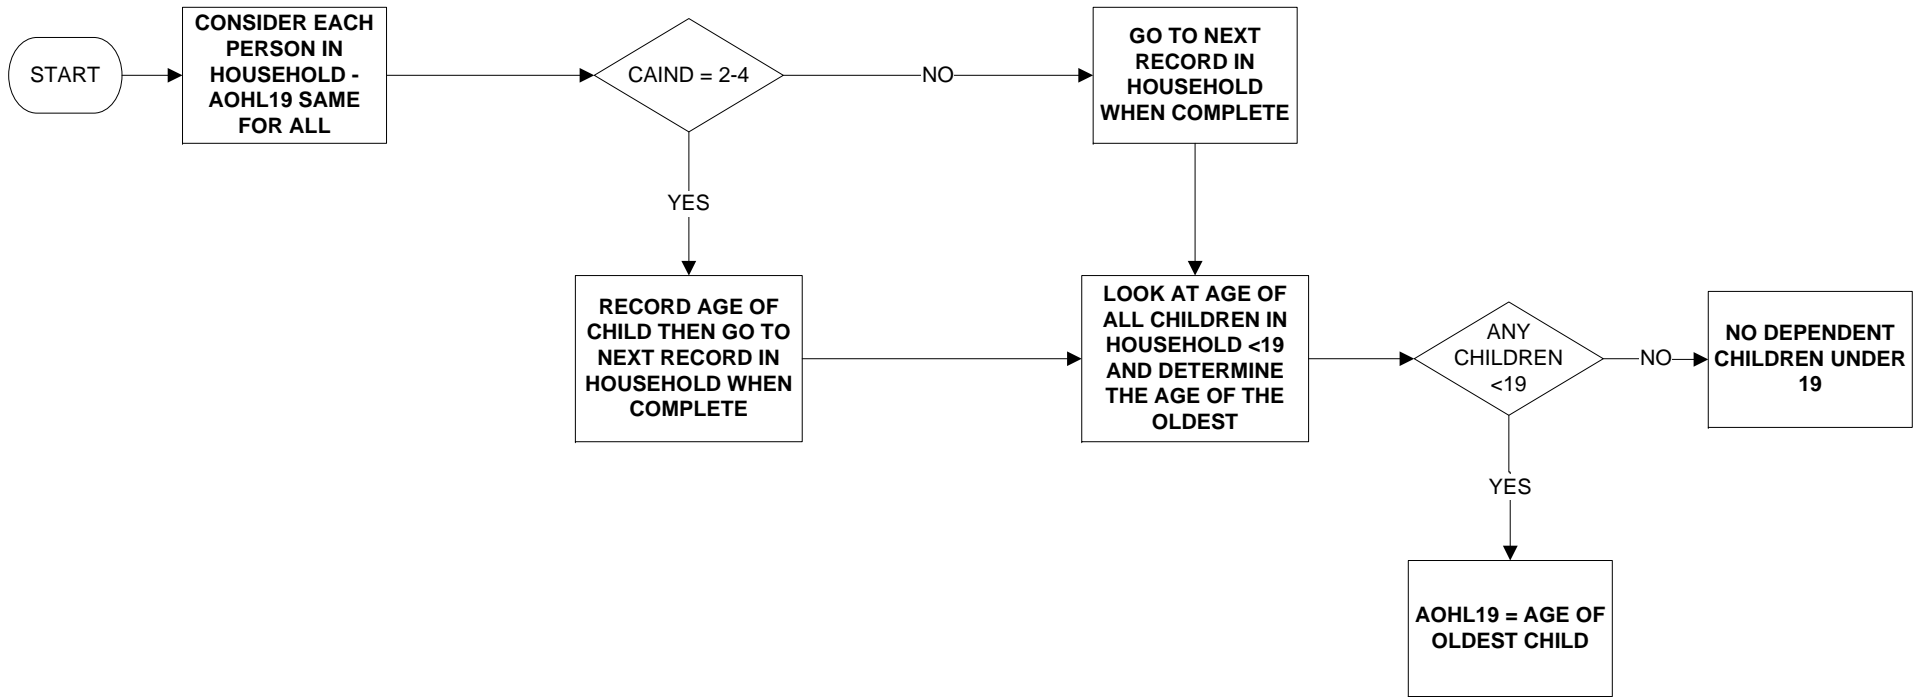 START
CONSIDER EACH
PERSON IN
HOUSEHOLD -
AOHL19 SAME
FOR ALL
CAIND = 2-4
NO
GO TO NEXT
RECORD IN
HOUSEHOLD
WHEN COMPLETE
YES
RECORD AGE OF
CHILD THEN GO TO
NEXT RECORD IN
HOUSEHOLD WHEN
COMPLETE
LOOK AT AGE OF
ALL CHILDREN IN
HOUSEHOLD <19
AND DETERMINE
THE AGE OF THE
OLDEST
ANY
CHILDREN
<19
NO
NO DEPENDENT
CHILDREN UNDER
19
YES
AOHL19 = AGE OF
OLDEST CHILD